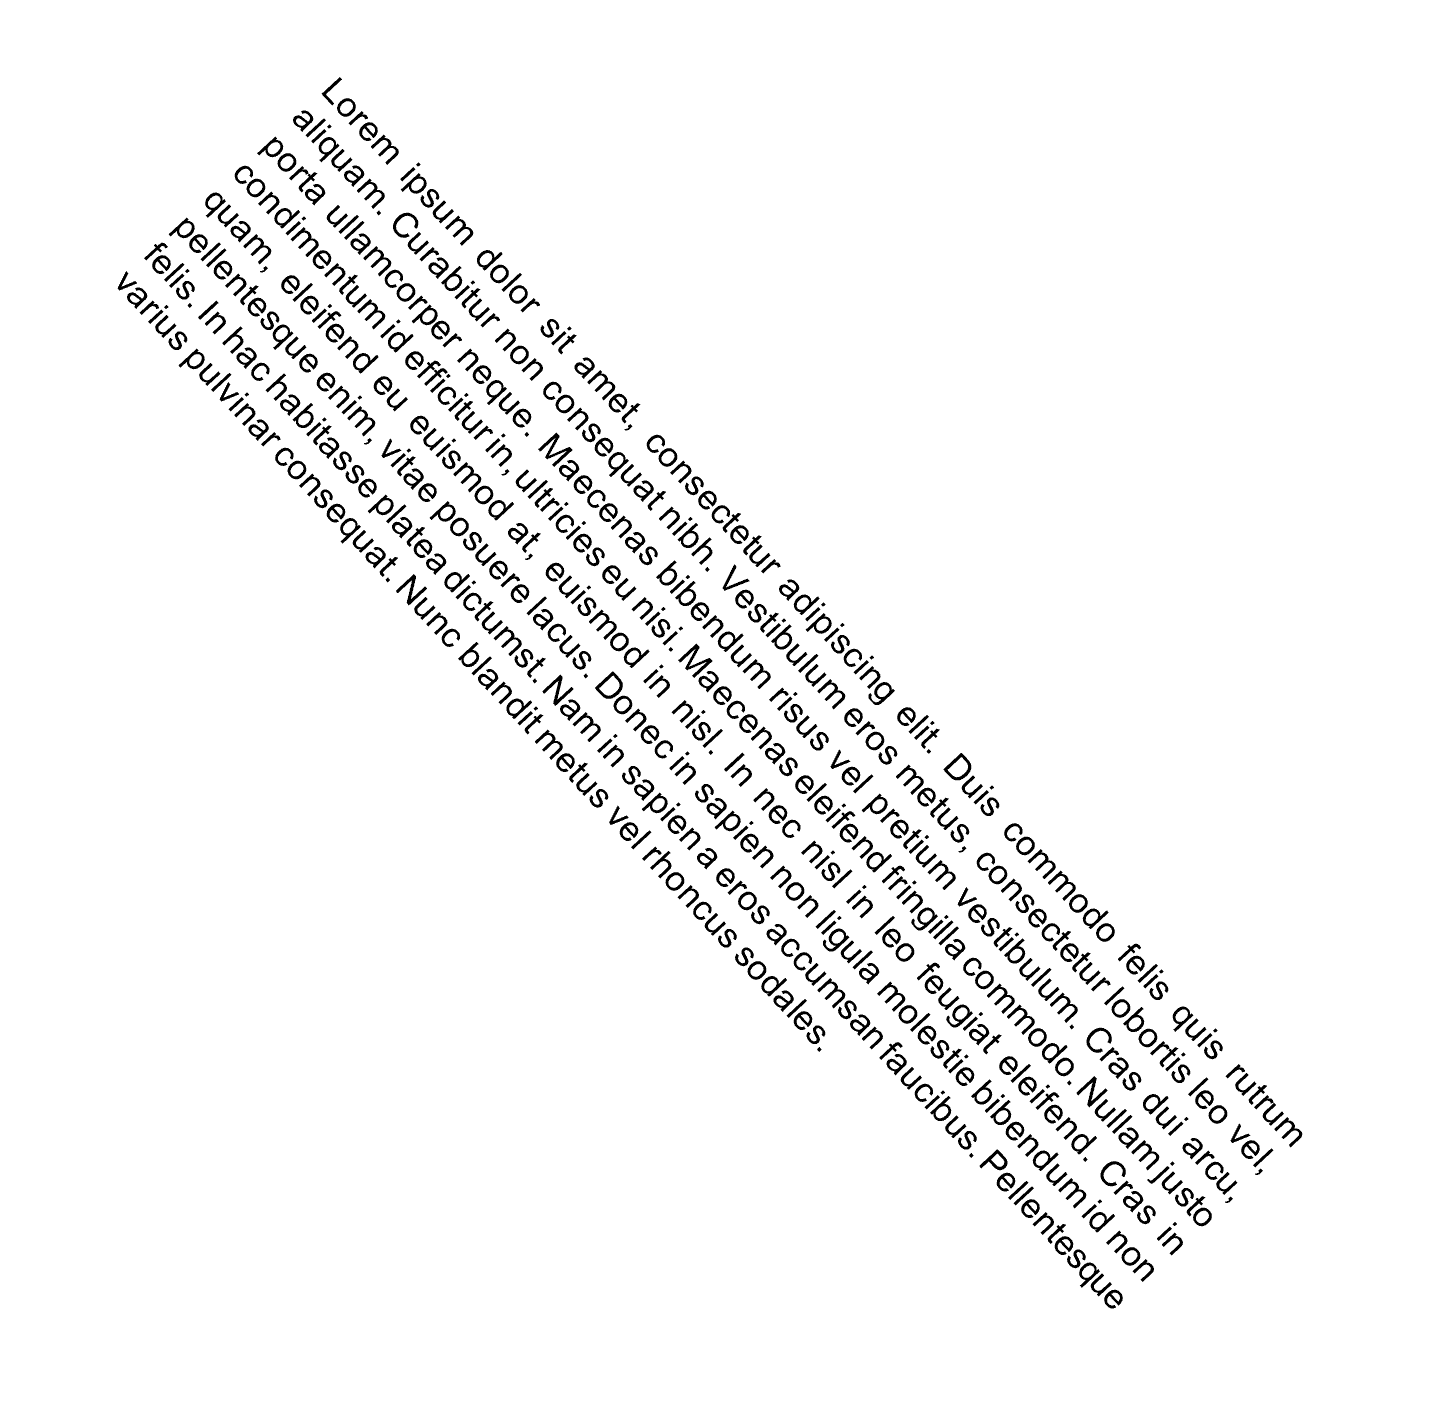 Lorem ipsum dolor sit amet, consectetur adipiscing elit. Duis commodo felis quis rutrum
aliquam. Curabitur non consequat nibh. Vestibulum eros metus, consectetur lobortis leo vel,
porta ullamcorper neque. Maecenas bibendum risus vel pretium vestibulum. Cras dui arcu,
condimentum id efficitur in, ultricies eu nisi. Maecenas eleifend fringilla commodo. Nullam justo
quam, eleifend eu euismod at, euismod in nisl. In nec nisl in leo feugiat eleifend. Cras in
pellentesque enim, vitae posuere lacus. Donec in sapien non ligula molestie bibendum id non
felis. In hac habitasse platea dictumst. Nam in sapien a eros accumsan faucibus. Pellentesque
varius pulvinar consequat. Nunc blandit metus vel rhoncus sodales.